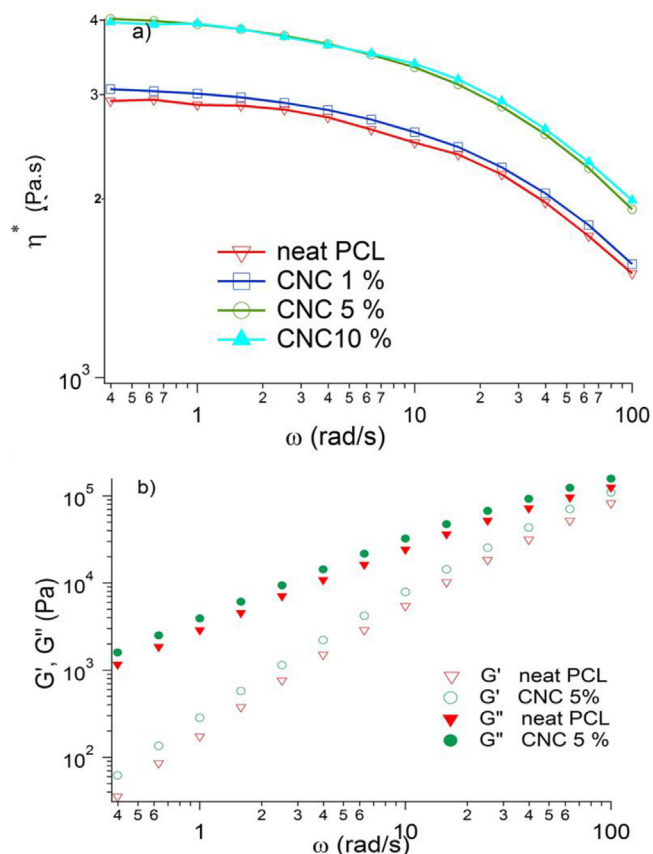 4
a)
3
2
10³
η* (Pa.s)
neat PCL
CNC 1 %
CNC 5 %
CNC10 %
4 5 6 7 1 2 3 4 5 6 7 10 2 3 4 5 6 7 100
ω (rad/s)
b)
10⁵
10⁴
10³
10²
G', G'' (Pa)
G' neat PCL
G' CNC 5%
G'' neat PCL
G'' CNC 5 %
4 5 6 1 2 3 4 5 6 10 2 3 4 5 6 100
ω (rad/s)